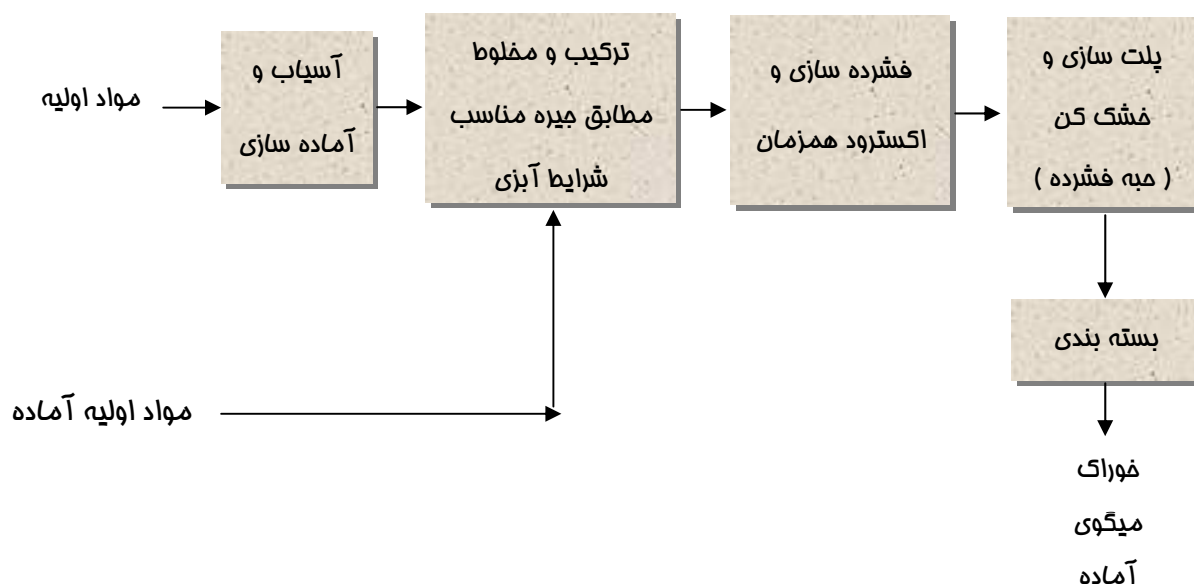 مواد اولیه
آسیاب و
آماده سازی
ترکیب و مخلوط
مطابق جیره مناسب
شرایط آبزی
فشرده سازی و
اکسترود همزمان
پلت سازی و
خشک کن
( حبه فشرده )
بسته بندی
مواد اولیه آماده
خوراک
میگوی
آماده